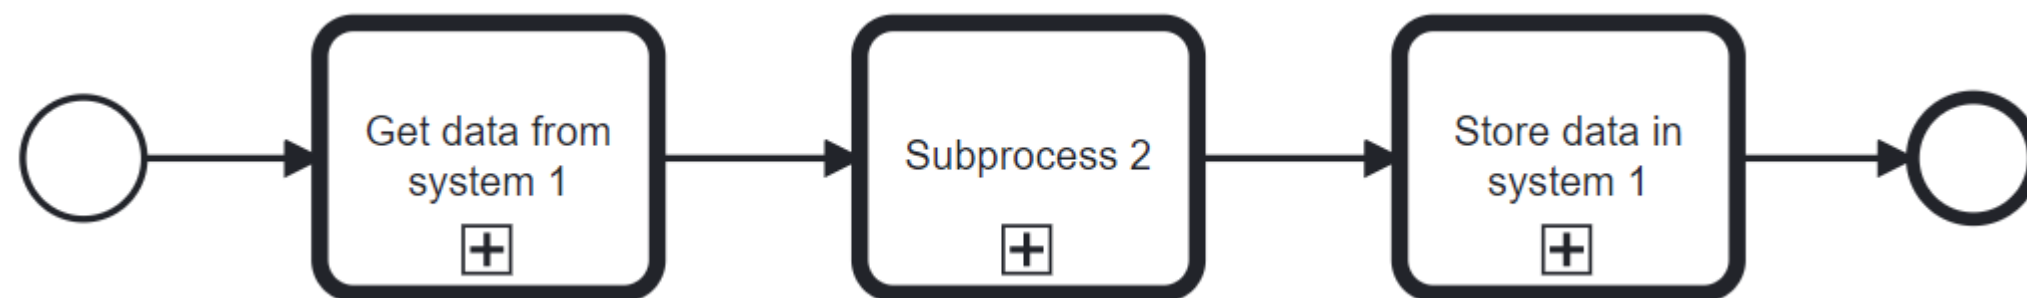 Get data from
system 1
Subprocess 2
Store data in
system 1